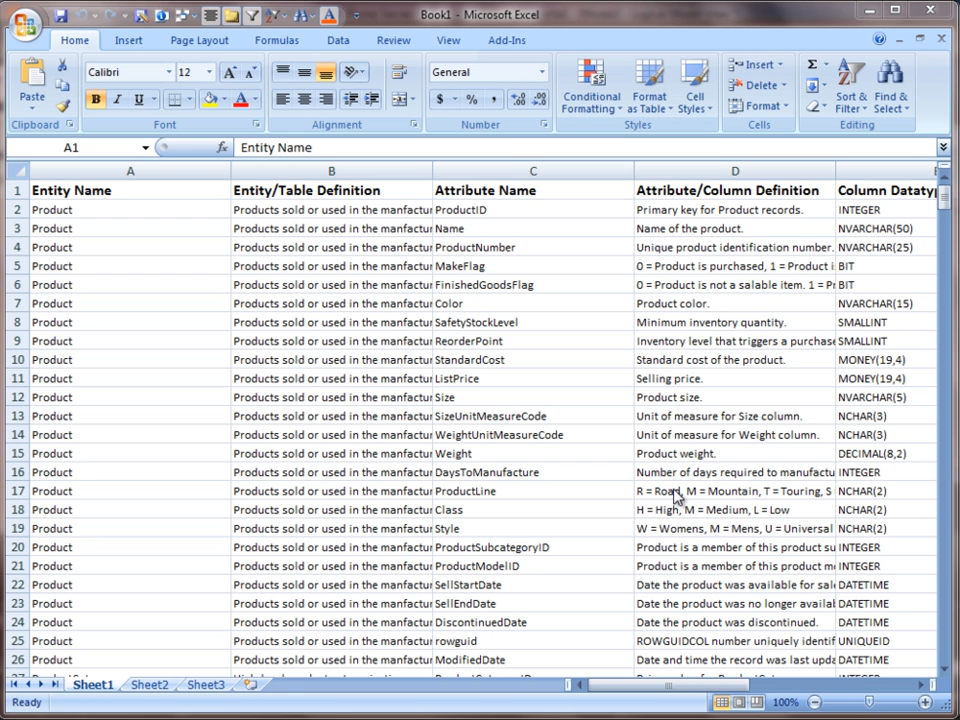 Book1 - Microsoft Excel
Home Insert Page Layout Formulas Data Review View Add-Ins
Paste Calibri 12 B I U General $ % , Conditional Formatting Format as Table Cell Styles Insert Delete Format Σ Sort & Filter Find & Select
Clipboard Font Alignment Number Styles Cells Editing
A1 fx Entity Name
A B C D
1 Entity Name Entity/Table Definition Attribute Name Attribute/Column Definition Column Datatyp
2 Product Products sold or used in the manfactur ProductID Primary key for Product records. INTEGER
3 Product Products sold or used in the manfactur Name Name of the product. NVARCHAR(50)
4 Product Products sold or used in the manfactur ProductNumber Unique product identification number. NVARCHAR(25)
5 Product Products sold or used in the manfactur MakeFlag 0 = Product is purchased, 1 = Product i BIT
6 Product Products sold or used in the manfactur FinishedGoodsFlag 0 = Product is not a salable item. 1 = Pr BIT
7 Product Products sold or used in the manfactur Color Product color. NVARCHAR(15)
8 Product Products sold or used in the manfactur SafetyStockLevel Minimum inventory quantity. SMALLINT
9 Product Products sold or used in the manfactur ReorderPoint Inventory level that triggers a purchase SMALLINT
10 Product Products sold or used in the manfactur StandardCost Standard cost of the product. MONEY(19,4)
11 Product Products sold or used in the manfactur ListPrice Selling price. MONEY(19,4)
12 Product Products sold or used in the manfactur Size Product size. NVARCHAR(5)
13 Product Products sold or used in the manfactur SizeUnitMeasureCode Unit of measure for Size column. NCHAR(3)
14 Product Products sold or used in the manfactur WeightUnitMeasureCode Unit of measure for Weight column. NCHAR(3)
15 Product Products sold or used in the manfactur Weight Product weight. DECIMAL(8,2)
16 Product Products sold or used in the manfactur DaysToManufacture Number of days required to manufactu INTEGER
17 Product Products sold or used in the manfactur ProductLine R = Road, M = Mountain, T = Touring, S NCHAR(2)
18 Product Products sold or used in the manfactur Class H = High, M = Medium, L = Low NCHAR(2)
19 Product Products sold or used in the manfactur Style W = Womens, M = Mens, U = Universal NCHAR(2)
20 Product Products sold or used in the manfactur ProductSubcategoryID Product is a member of this product su INTEGER
21 Product Products sold or used in the manfactur ProductModelID Product is a member of this product mo INTEGER
22 Product Products sold or used in the manfactur SellStartDate Date the product was available for sale DATETIME
23 Product Products sold or used in the manfactur SellEndDate Date the product was no longer availab DATETIME
24 Product Products sold or used in the manfactur DiscontinuedDate Date the product was discontinued. DATETIME
25 Product Products sold or used in the manfactur rowguid ROWGUIDCOL number uniquely identif UNIQUEID
26 Product Products sold or used in the manfactur ModifiedDate Date and time the record was last upda DATETIME
Sheet1 Sheet2 Sheet3
Ready 100%